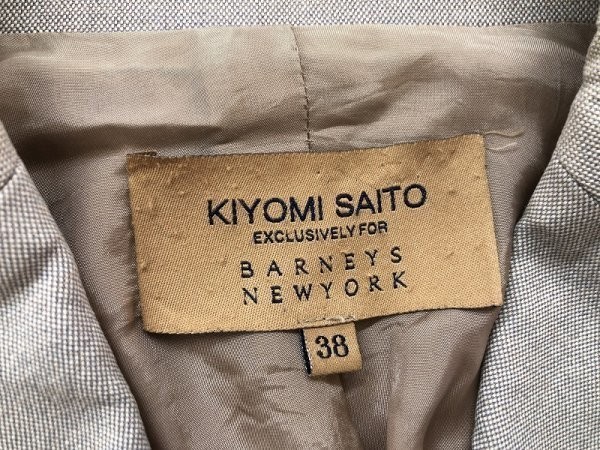 KIYOMI SAITO
EXCLUSIVELY FOR
BARNEYS
NEWYORK
38